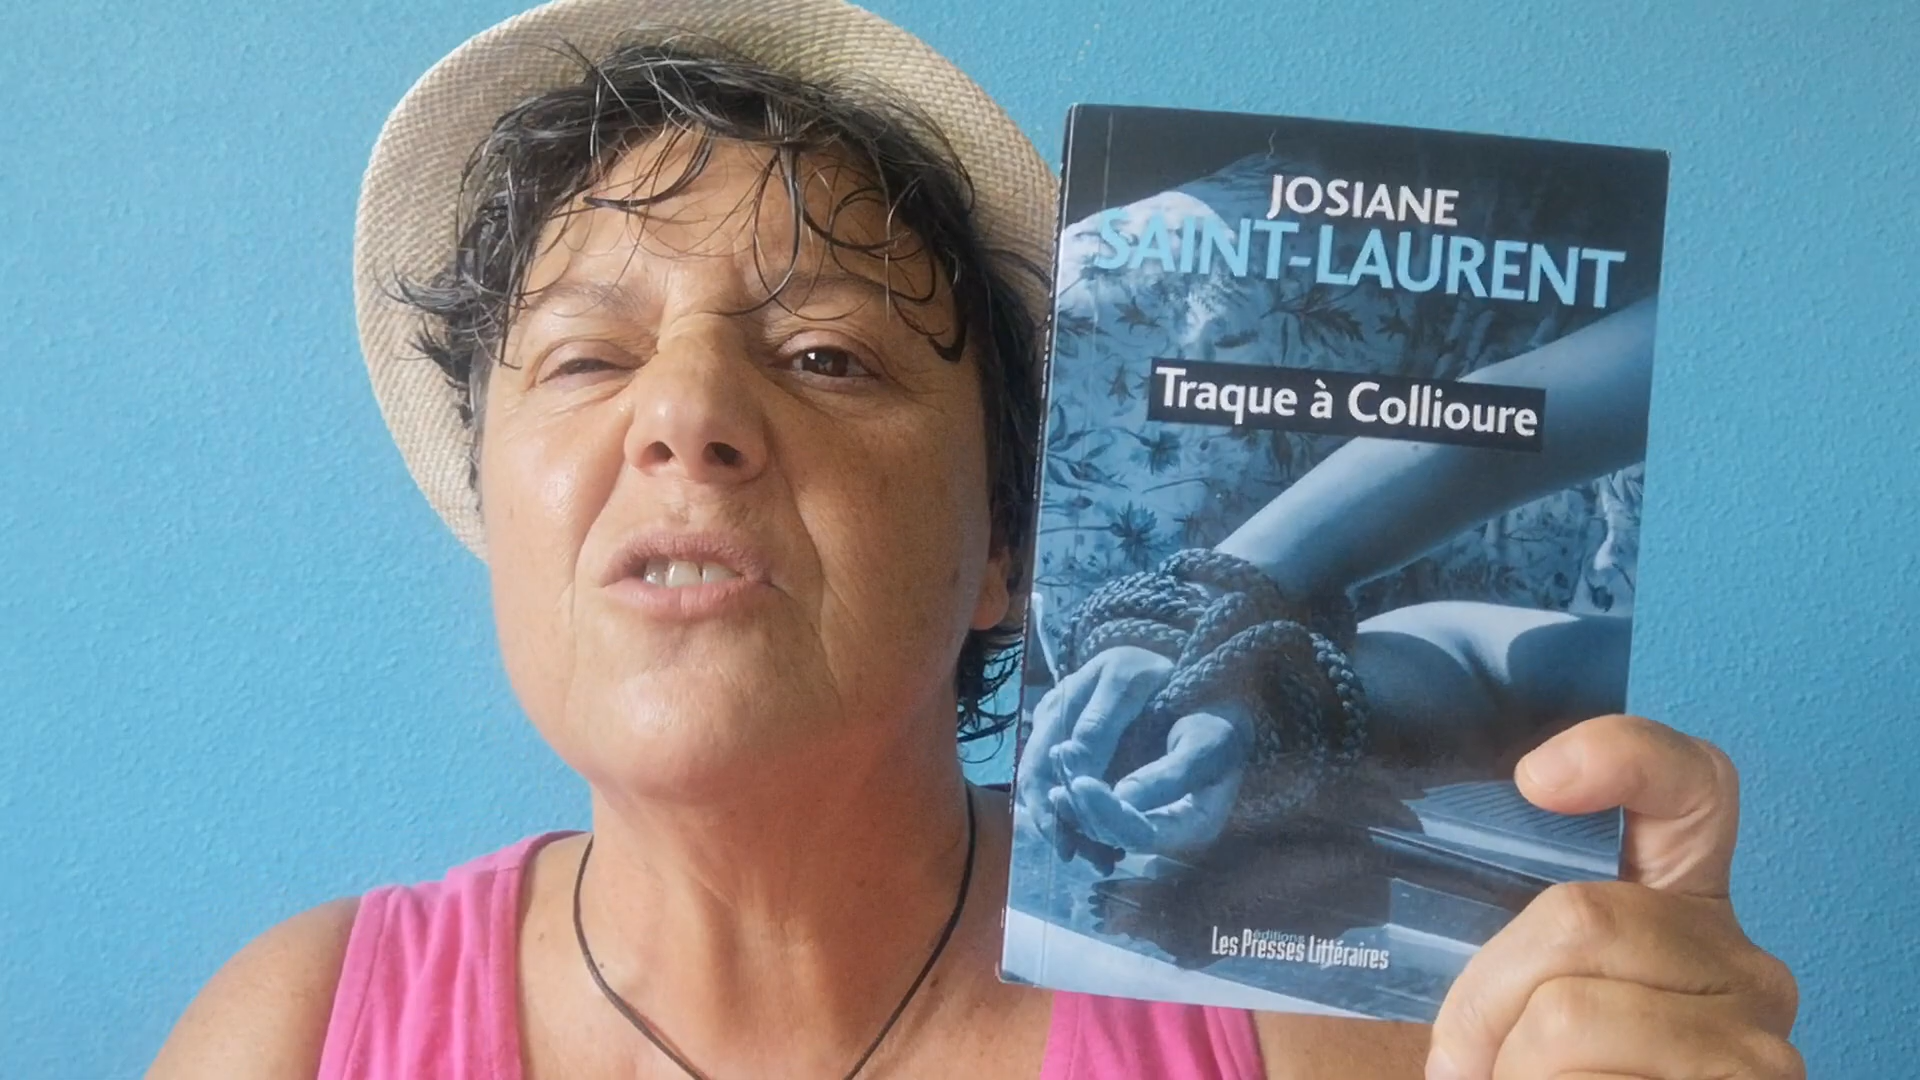 JOSIANE
SAINT-LAURENT
Traque à Collioure
éditions
Les Presses Littéraires